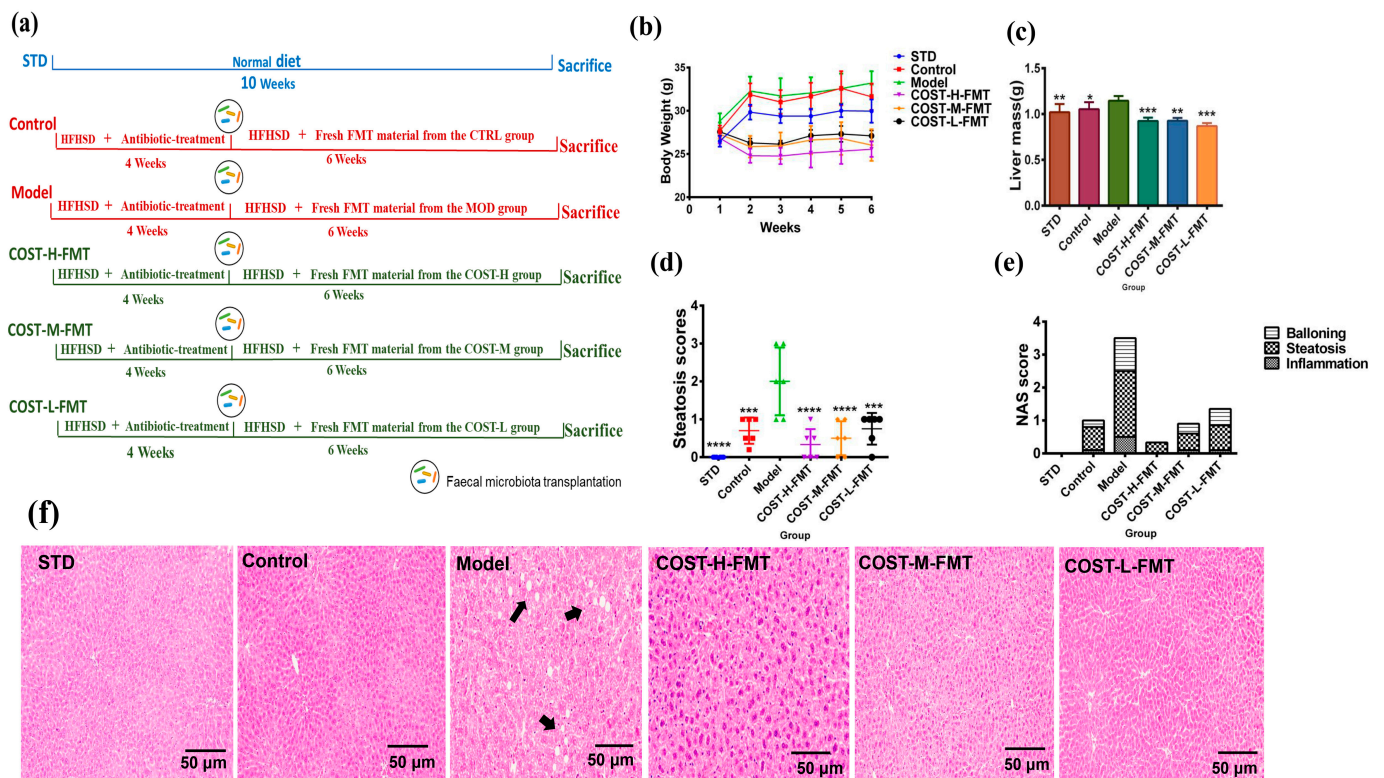 (a)
STD
Normal diet
10 Weeks
Sacrifice
Control
HFHSD + Antibiotic-treatment
HFHSD + Fresh FMT material from the CTRL group
Sacrifice
4 Weeks
6 Weeks
Model
HFHSD + Antibiotic-treatment
HFHSD + Fresh FMT material from the MOD group
Sacrifice
4 Weeks
6 Weeks
COST-H-FMT
HFHSD + Antibiotic-treatment
HFHSD + Fresh FMT material from the COST-H group
Sacrifice
4 Weeks
6 Weeks
COST-M-FMT
HFHSD + Antibiotic-treatment
HFHSD + Fresh FMT material from the COST-M group
Sacrifice
4 Weeks
6 Weeks
COST-L-FMT
HFHSD + Antibiotic-treatment
HFHSD + Fresh FMT material from the COST-L group
Sacrifice
4 Weeks
6 Weeks
Faecal microbiota transplantation
(b)
Body Weight (g)
35
30
25
20
1 2 3 4 5 6
Weeks
STD
Control
Model
COST-H-FMT
COST-M-FMT
COST-L-FMT
(c)
Liver mass(g)
1.5
1.0
0.5
0.0
** * *** ** ***
STD
Control
Model
COST-H-FMT
COST-M-FMT
COST-L-FMT
Group
(d)
Steatosis scores
4
3
2
1
0
**** *** **** **** ***
STD
Control
Model
COST-H-FMT
COST-M-FMT
COST-L-FMT
Group
(e)
NAS score
4
3
2
1
0
STD
Control
Model
COST-H-FMT
COST-M-FMT
COST-L-FMT
Group
Balloning
Steatosis
Inflammation
(f)
STD
50 μm
Control
50 μm
Model
50 μm
COST-H-FMT
50 μm
COST-M-FMT
50 μm
COST-L-FMT
50 μm